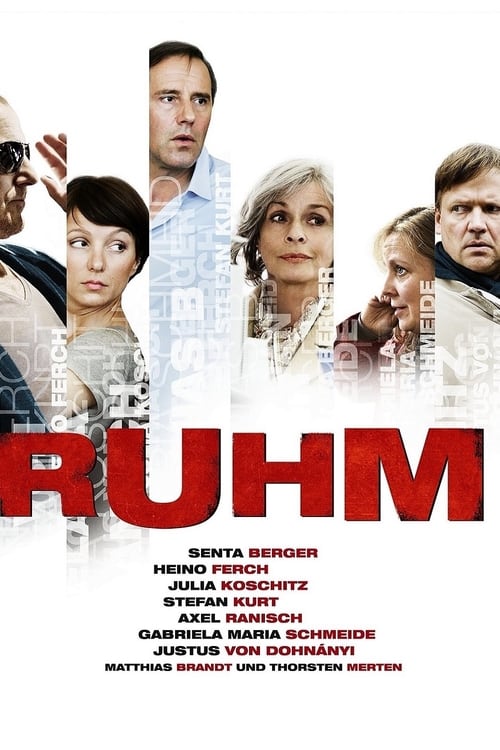 RUHM
SENTA BERGER
HEINO FERCH
JULIA KOSCHITZ
STEFAN KURT
AXEL RANISCH
GABRIELA MARIA SCHMEIDE
JUSTUS VON DOHNÁNYI
MATTHIAS BRANDT UND THORSTEN MERTEN